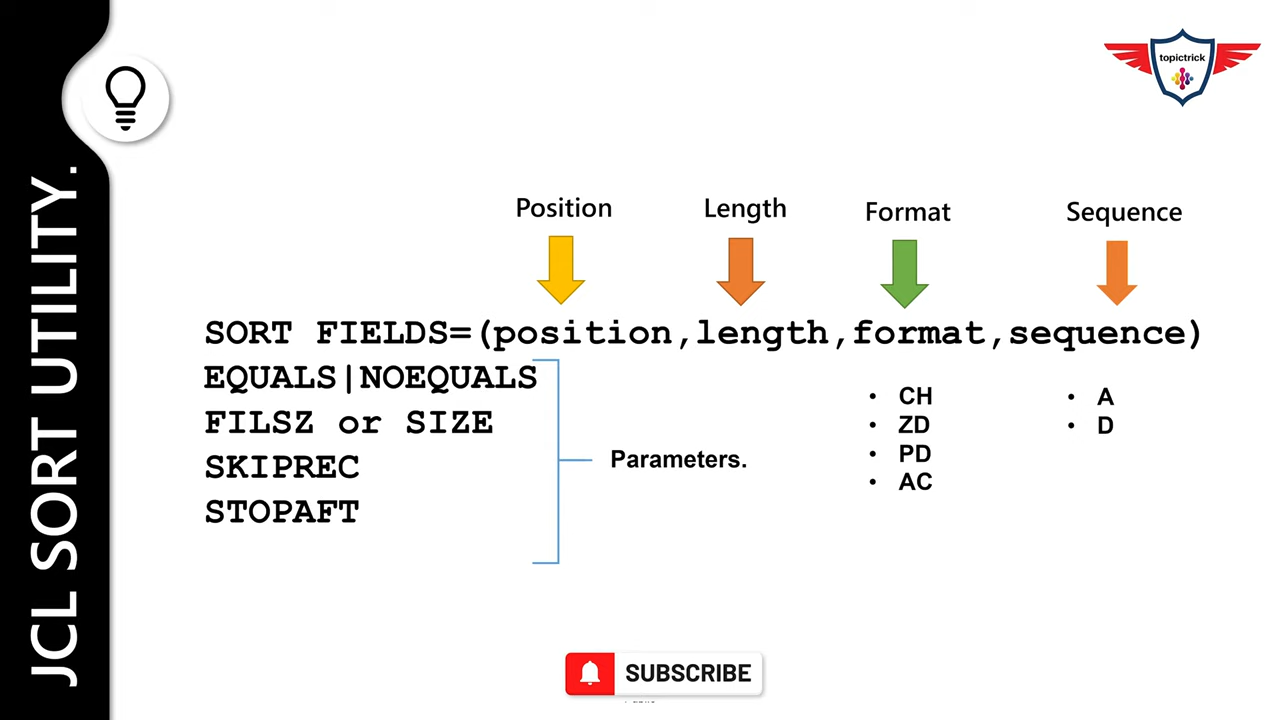 topictrick
JCL SORT UTILITY.
Position
Length
Format
Sequence
SORT FIELDS=(position,length,format,sequence)
EQUALS|NOEQUALS
FILSZ or SIZE
SKIPREC
STOPAFT
Parameters.
• CH
• ZD
• PD
• AC
• A
• D
SUBSCRIBE